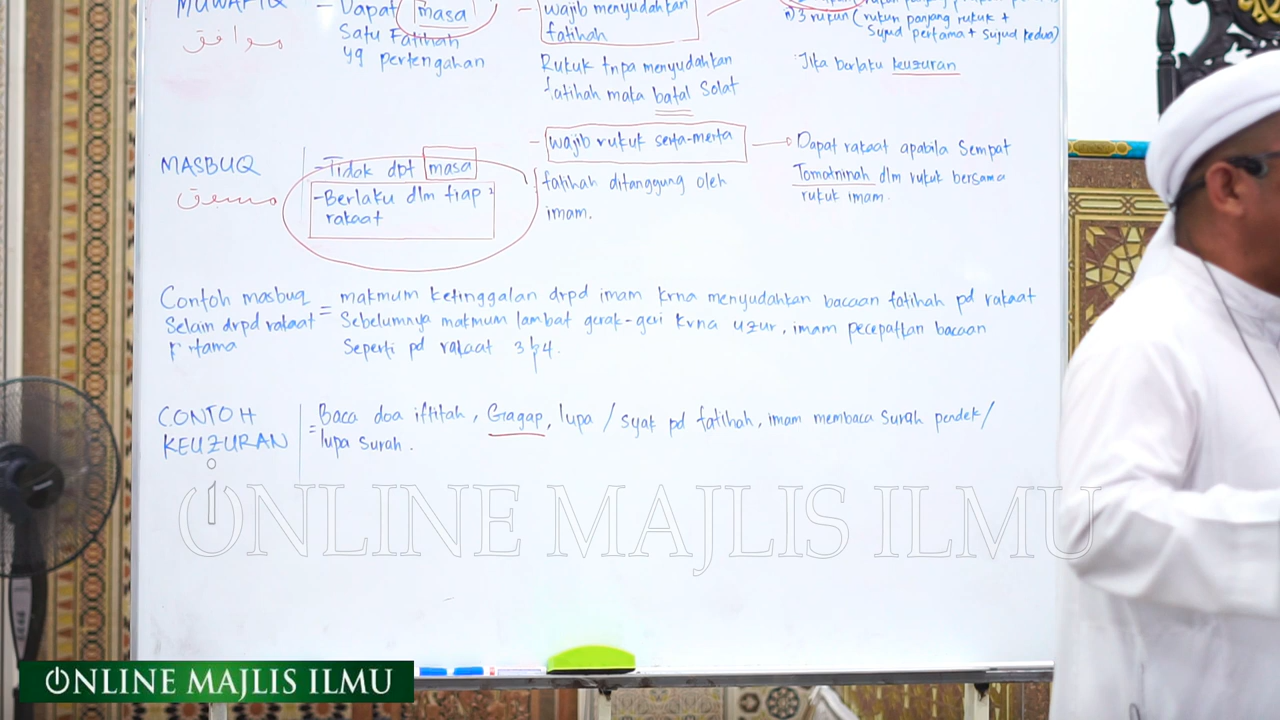 MUWAFIQ
موافق
- Dapat masa
Satu Fatihah
yg pertengahan
- wajib menyudahkan
fatihah
Rukuk tnpa menyudahkan
fatihah maka batal Solat
3 rukun (rukun panjang rukuk +
Sujud pertama + Sujud kedua)
Jika berlaku keuzuran
MASBUQ
مسبوق
- Tidak dpt masa
- Berlaku dlm tiap2
rakaat
- wajib rukuk serta-merta
fatihah ditanggung oleh
imam.
Dapat rakaat apabila Sempat
Tomakninah dlm rukuk bersama
rukuk imam.
Contoh masbuq = makmum ketinggalan drpd imam krna menyudahkan bacaan fatihah pd rakaat
Selain drpd rakaat Sebelumnya makmum lambat gerak-geri krna uzur, imam pecepatkan bacaan
Prtama Seperti pd rakaat 3 & 4.
CONTOH = Baca doa iftitah, Gagap, lupa / syak pd fatihah, imam membaca Surah pendek /
KEUZURAN lupa Surah.
ONLINE MAJLIS ILMU
ONLINE MAJLIS ILMU